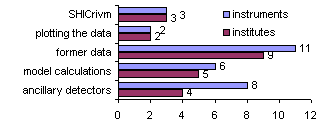 SHICrivm 3 3 instruments
plotting the data 2 2 institutes
former data 11 9
model calculations 6 5
ancillary detectors 8 4
0 2 4 6 8 10 12